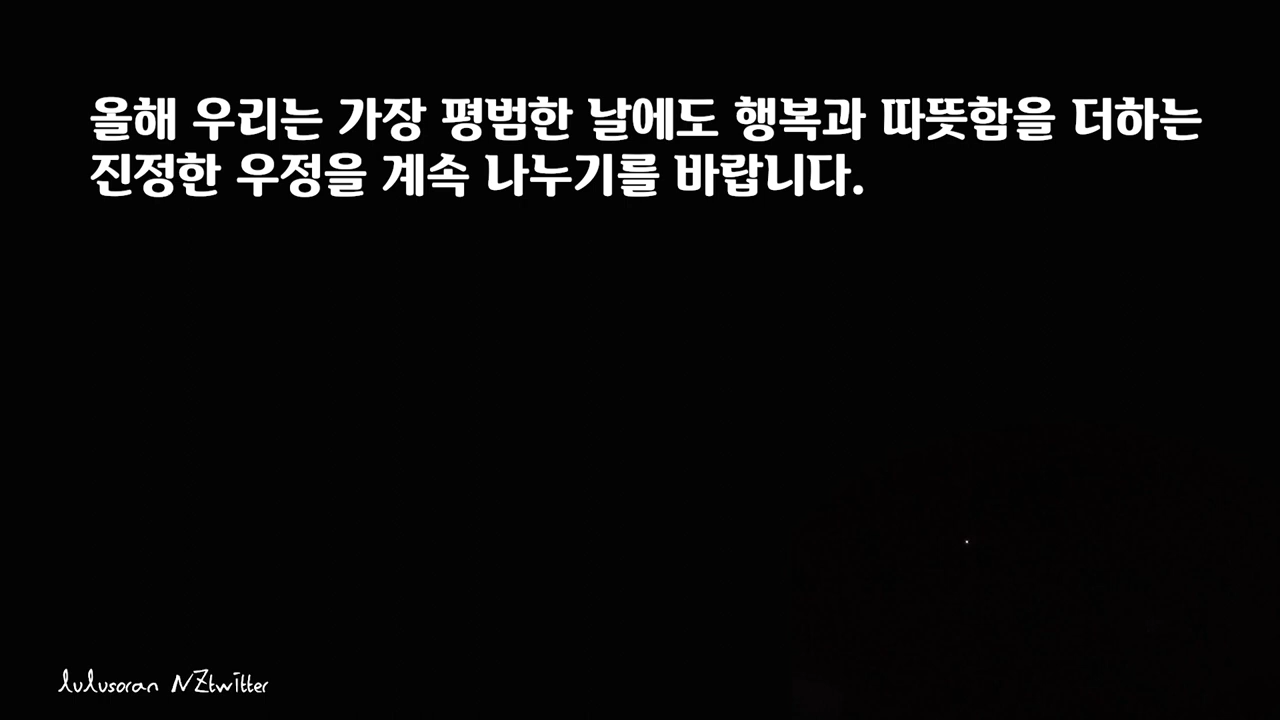 올해 우리는 가장 평범한 날에도 행복과 따뜻함을 더하는
진정한 우정을 계속 나누기를 바랍니다.
lulusoran NZtwitter